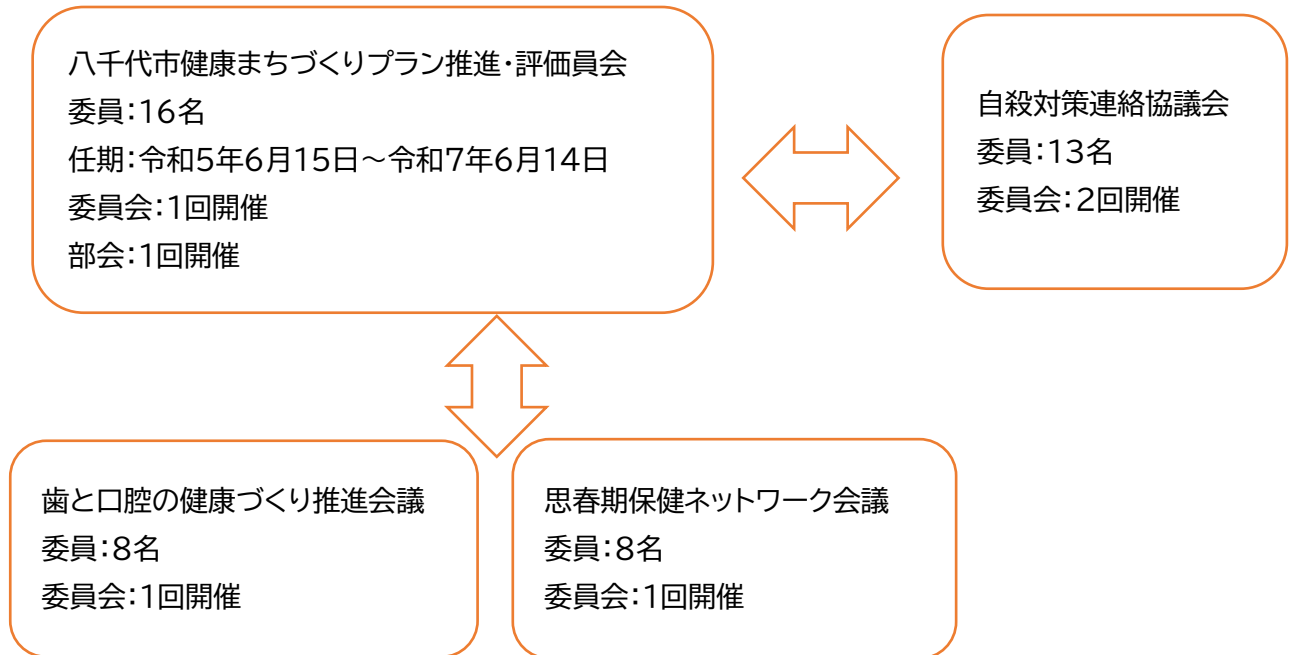 八千代市健康まちづくりプラン推進・評価員会
委員：16名
任期：令和5年6月15日～令和7年6月14日
委員会：1回開催
部会：1回開催
自殺対策連絡協議会
委員：13名
委員会：2回開催
歯と口腔の健康づくり推進会議
委員：8名
委員会：1回開催
思春期保健ネットワーク会議
委員：8名
委員会：1回開催